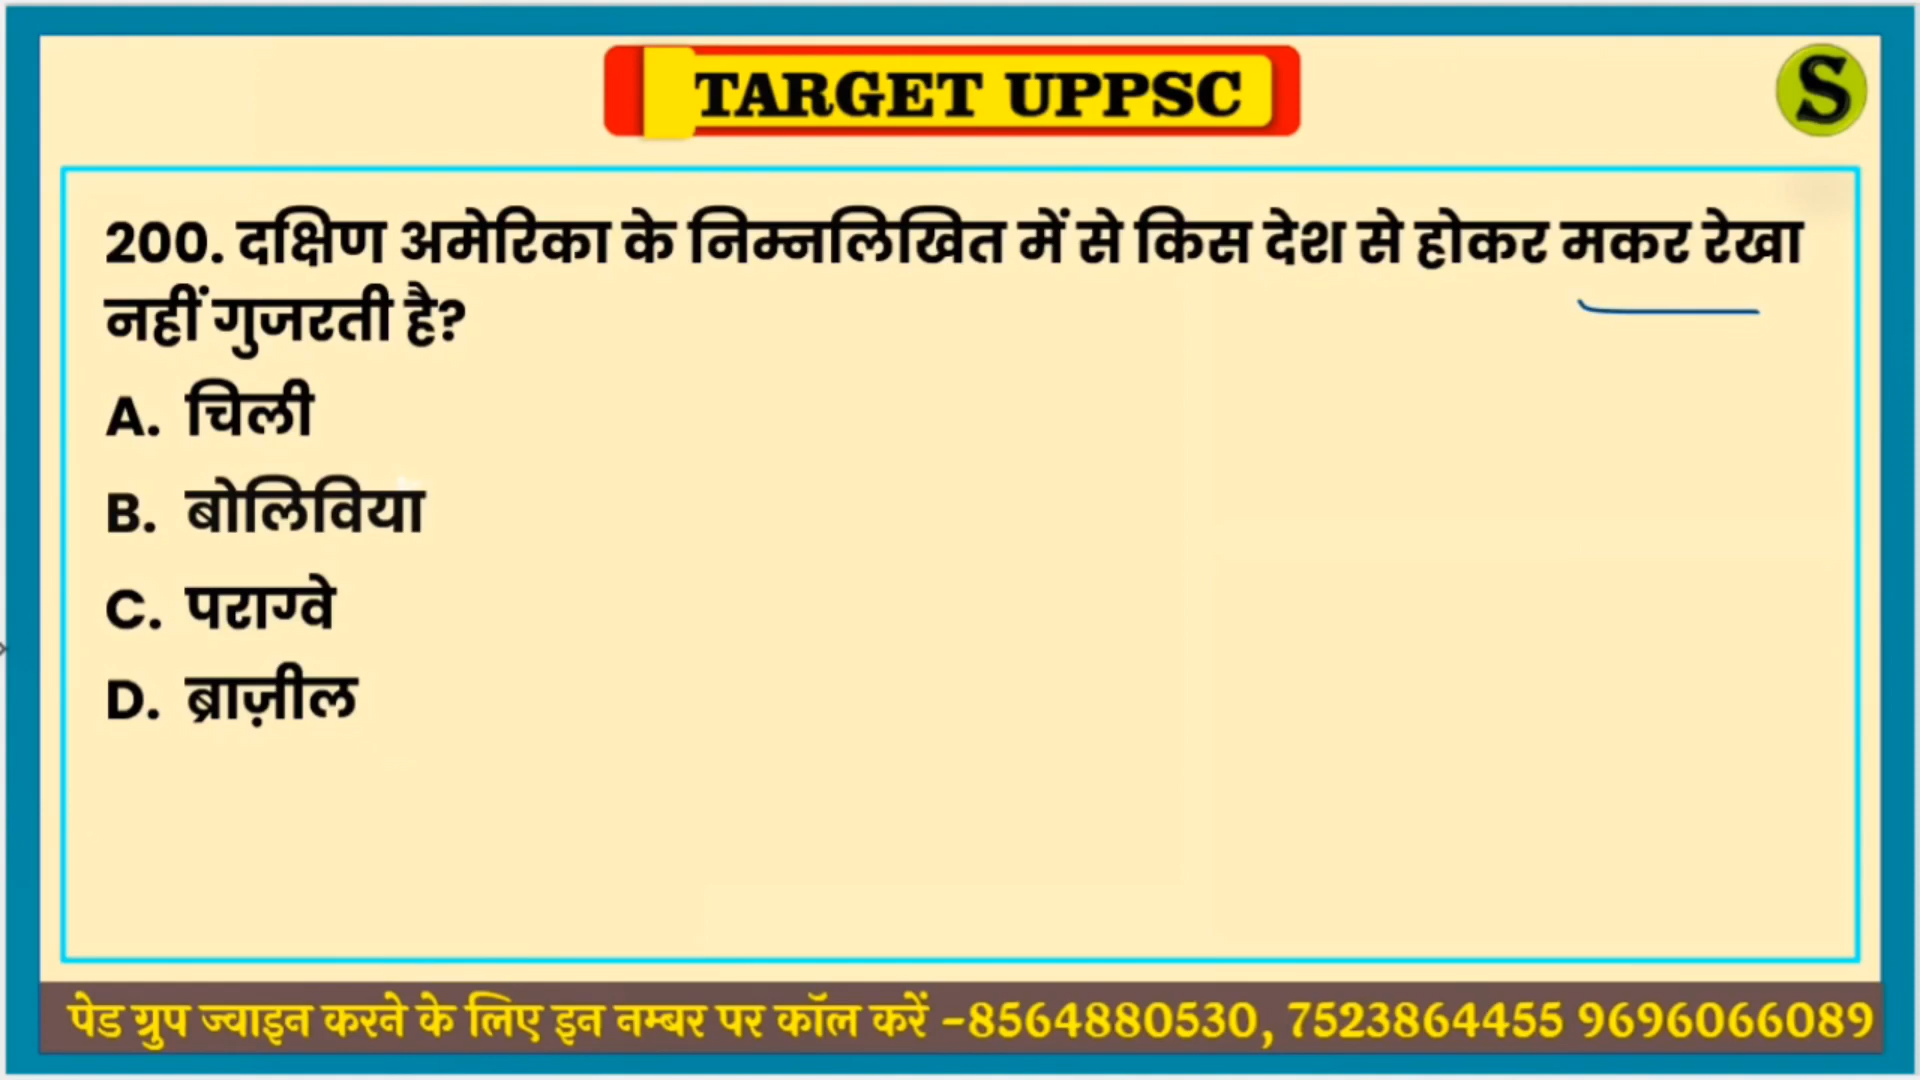 TARGET UPPSC
S
200. दक्षिण अमेरिका के निम्नलिखित में से किस देश से होकर मकर रेखा
नहीं गुजरती है?
A. चिली
B. बोलिविया
C. पराग्वे
D. ब्राज़ील
पेड ग्रुप ज्वाइन करने के लिए इन नम्बर पर कॉल करें -8564880530, 7523864455 9696066089